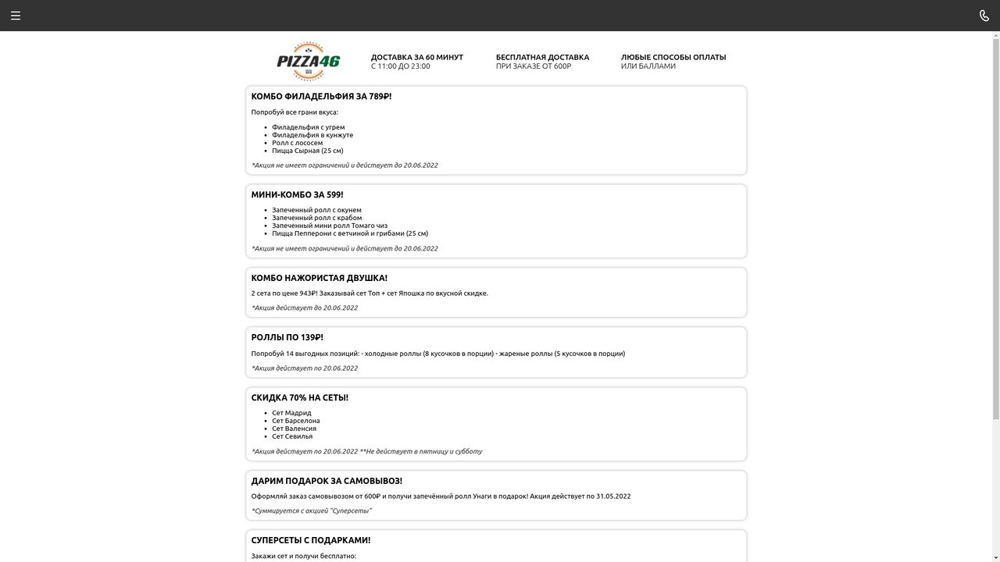 PIZZA46
ДОСТАВКА ЗА 60 МИНУТ
С 11:00 ДО 23:00
БЕСПЛАТНАЯ ДОСТАВКА
ПРИ ЗАКАЗЕ ОТ 600Р
ЛЮБЫЕ СПОСОБЫ ОПЛАТЫ
ИЛИ БАЛЛАМИ
КОМБО ФИЛАДЕЛЬФИЯ ЗА 789₽!
Попробуй все грани вкуса:
• Филадельфия с угрем
• Филадельфия в кунжуте
• Ролл с лососем
• Пицца Сырная (25 см)
*Акция не имеет ограничений и действует до 20.06.2022
МИНИ-КОМБО ЗА 599!
• Запеченный ролл с окунем
• Запеченный ролл с крабом
• Запеченный мини ролл Томаго чиз
• Пицца Пепперони с ветчиной и грибами (25 см)
*Акция не имеет ограничений и действует до 20.06.2022
КОМБО НАЖОРИСТАЯ ДВУШКА!
2 сета по цене 943₽! Заказывай сет Топ + сет Япошка по вкусной скидке.
*Акция действует до 20.06.2022
РОЛЛЫ ПО 139₽!
Попробуй 14 выгодных позиций: - холодные роллы (8 кусочков в порции) - жареные роллы (5 кусочков в порции)
*Акция действует по 20.06.2022
СКИДКА 70% НА СЕТЫ!
• Сет Мадрид
• Сет Барселона
• Сет Валенсия
• Сет Севилья
*Акция действует по 20.06.2022 **Не действует в пятницу и субботу
ДАРИМ ПОДАРОК ЗА САМОВЫВОЗ!
Оформляй заказ самовывозом от 600₽ и получи запечённый ролл Унаги в подарок! Акция действует по 31.05.2022
*Суммируется с акцией "Суперсеты"
СУПЕРСЕТЫ С ПОДАРКАМИ!
Закажи сет и получи бесплатно: